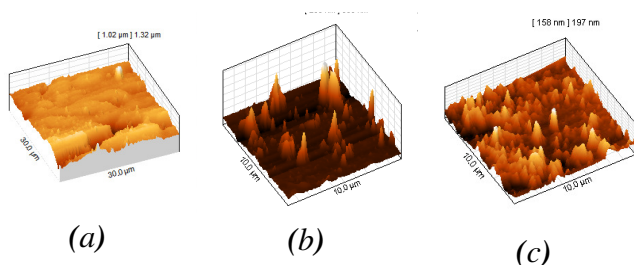 [ 1.02 µm ] 1.32 µm
30.0 µm
30.0 µm
(a)
10.0 µm
10.0 µm
(b)
[ 158 nm ] 197 nm
10.0 µm
10.0 µm
(c)